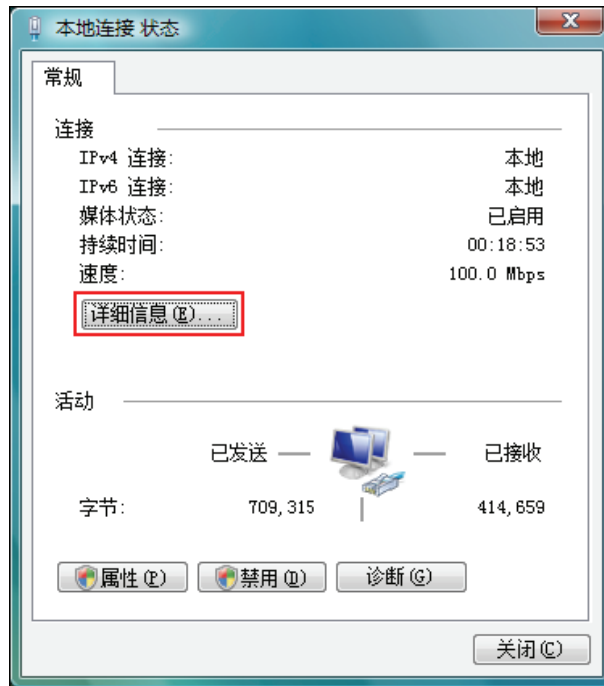 本地连接 状态
常规
连接
IPv4 连接: 本地
IPv6 连接: 本地
媒体状态: 已启用
持续时间: 00:18:53
速度: 100.0 Mbps
详细信息(E)...
活动
已发送 — — 已接收
字节: 709,315 | 414,659
属性(P) 禁用(D) 诊断(G)
关闭(C)